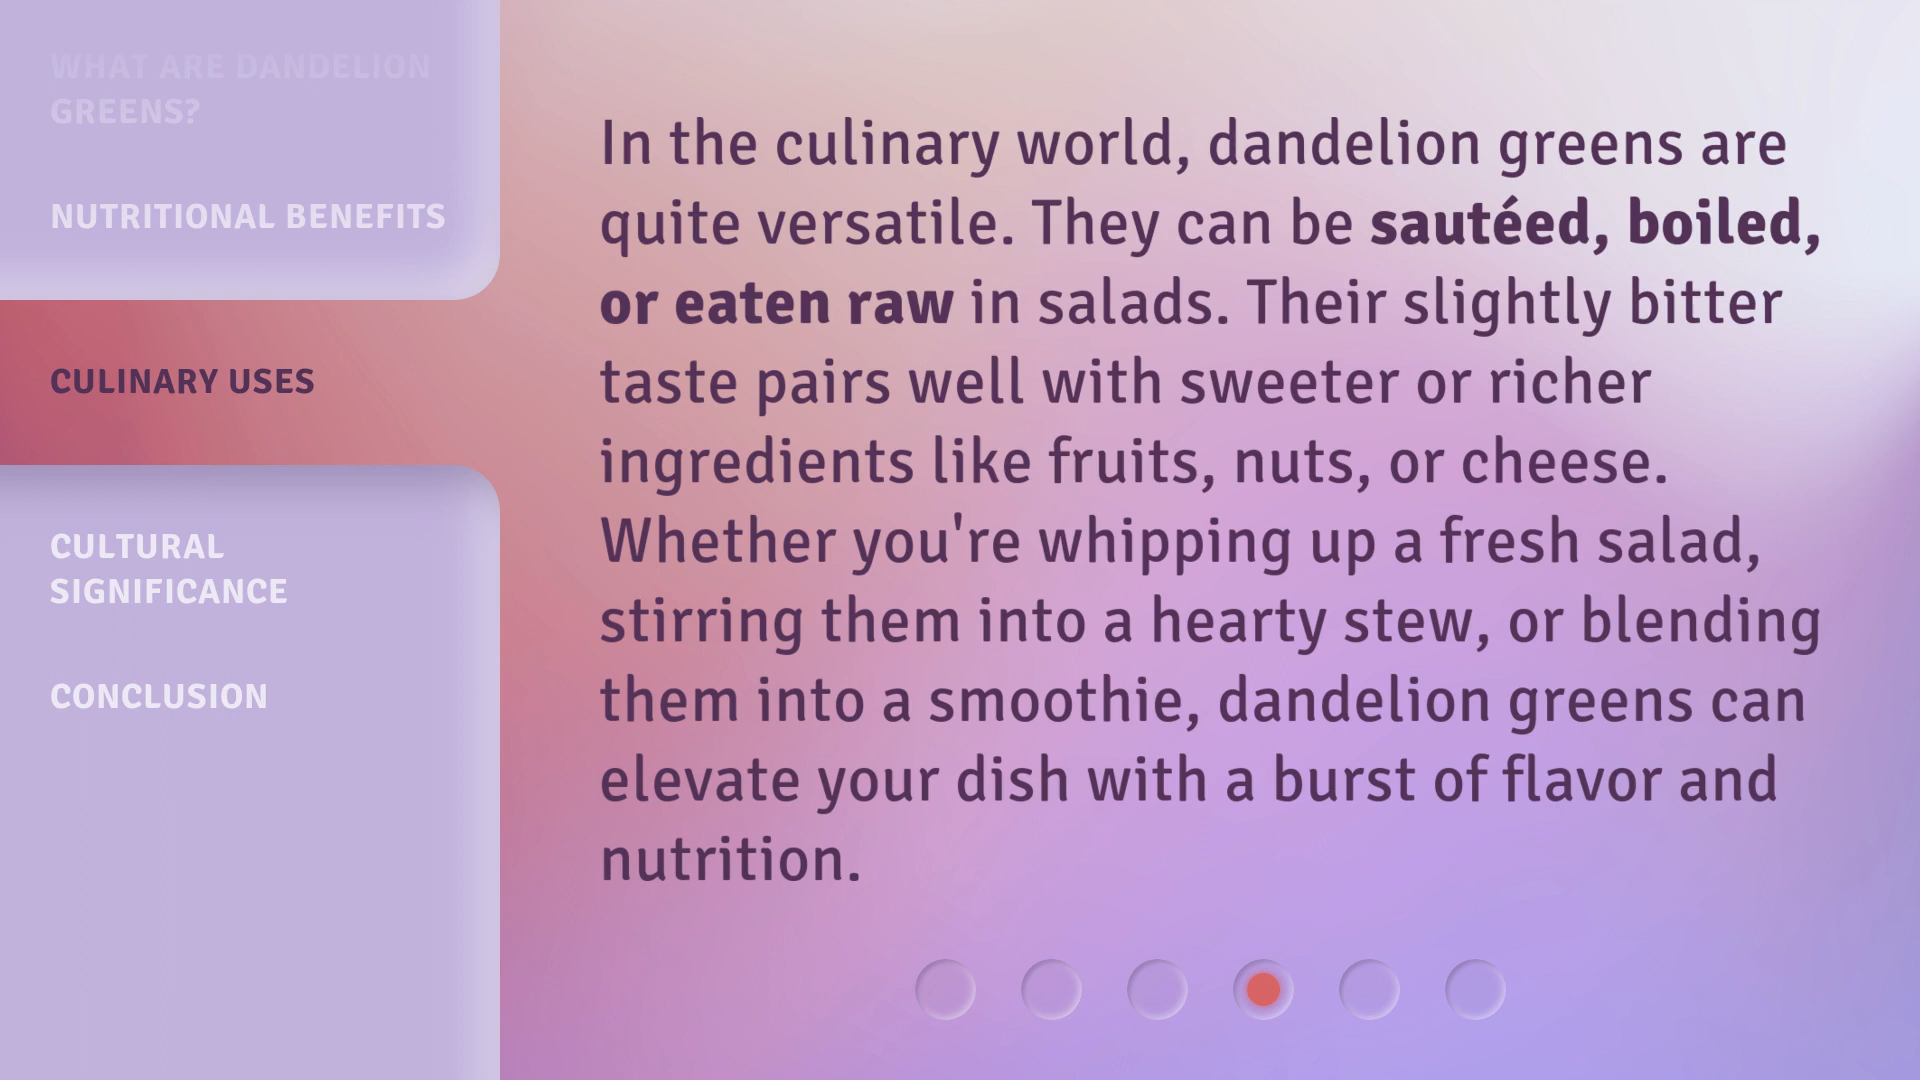 WHAT ARE DANDELION
GREENS?
NUTRITIONAL BENEFITS
CULINARY USES
CULTURAL
SIGNIFICANCE
CONCLUSION
In the culinary world, dandelion greens are
quite versatile. They can be sautéed, boiled,
or eaten raw in salads. Their slightly bitter
taste pairs well with sweeter or richer
ingredients like fruits, nuts, or cheese.
Whether you're whipping up a fresh salad,
stirring them into a hearty stew, or blending
them into a smoothie, dandelion greens can
elevate your dish with a burst of flavor and
nutrition.